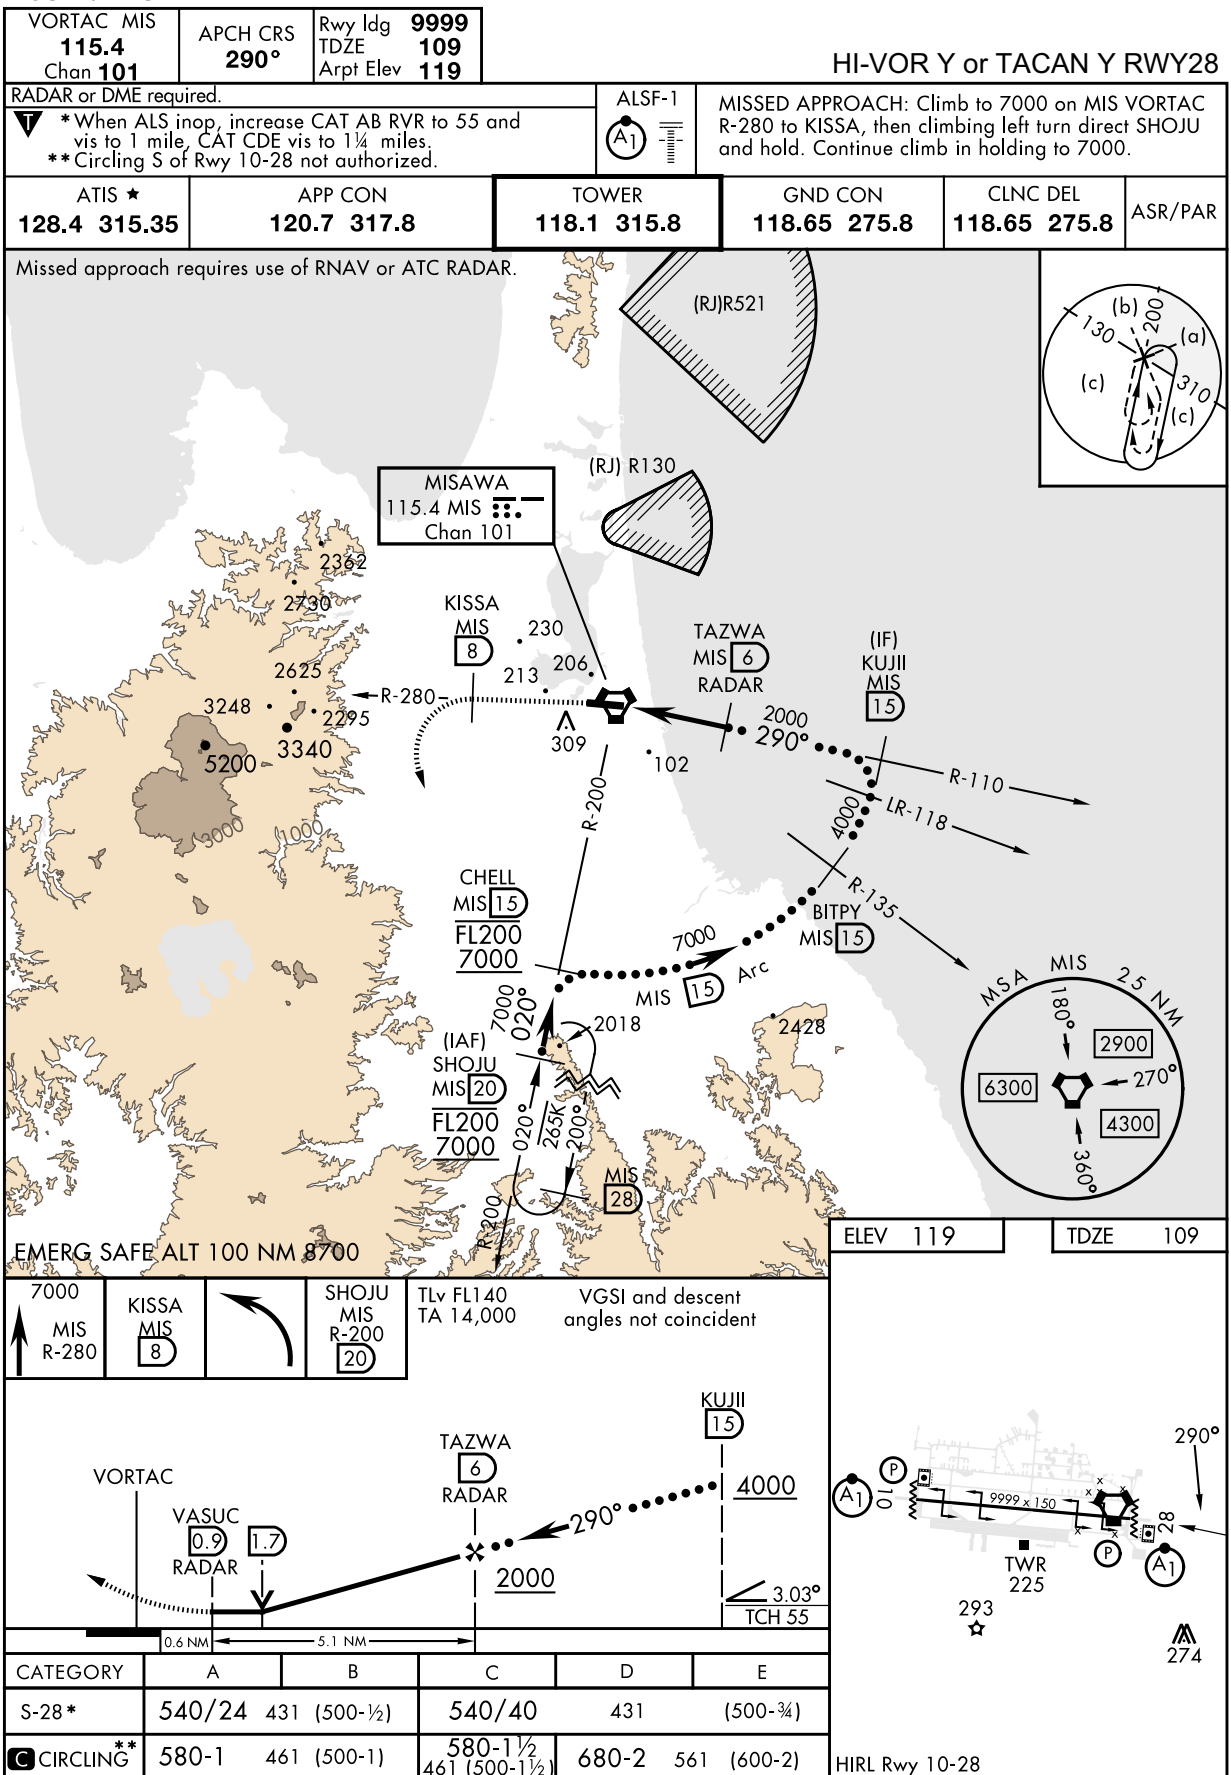 VORTAC MIS
115.4
Chan 101
APCH CRS
290°
Rwy ldg 9999
TDZE 109
Arpt Elev 119
HI-VOR Y or TACAN Y RWY28
RADAR or DME required.
T
* When ALS inop, increase CAT AB RVR to 55 and
vis to 1 mile, CAT CDE vis to 1¼ miles.
** Circling S of Rwy 10-28 not authorized.
ALSF-1
A1
MISSED APPROACH: Climb to 7000 on MIS VORTAC
R-280 to KISSA, then climbing left turn direct SHOJU
and hold. Continue climb in holding to 7000.
ATIS ★
128.4 315.35
APP CON
120.7 317.8
TOWER
118.1 315.8
GND CON
118.65 275.8
CLNC DEL
118.65 275.8
ASR/PAR
Missed approach requires use of RNAV or ATC RADAR.
(RJ)R521
(b)
200
130
(a)
(c)
310
(c)
(RJ) R130
MISAWA
115.4 MIS
Chan 101
2362
2730
2625
3248
2295
3340
5200
3000
1000
KISSA
MIS
8
230
213
206
R-280
309
102
TAZWA
MIS 6
RADAR
(IF)
KUJII
MIS
15
2000
290°
R-110
LR-118
4000
R-135
R-200
CHELL
MIS 15
FL200
7000
BITPY
MIS 15
7000
MIS 15 Arc
7000
020°
2018
2428
(IAF)
SHOJU
MIS 20
FL200
7000
020°
265K
200°
MIS
28
R-200
MSA MIS 25 NM
180°
2900
6300
270°
4300
360°
EMERG SAFE ALT 100 NM 8700
ELEV 119
TDZE 109
7000
MIS
R-280
KISSA
MIS
8
SHOJU
MIS
R-200
20
TLv FL140
TA 14,000
VGSI and descent
angles not coincident
KUJII
15
TAZWA
6
RADAR
VORTAC
4000
290°
VASUC
0.9
RADAR
1.7
2000
3.03°
TCH 55
0.6 NM
5.1 NM
290°
P
A1
10
9999 x 150
28
P
A1
TWR
225
293
274
CATEGORY A B C D E
S-28 * 540/24 431 (500-½) 540/40 431 (500-¾)
C CIRCLING ** 580-1 461 (500-1) 580-1½ 461 (500-1½) 680-2 561 (600-2)
HIRL Rwy 10-28